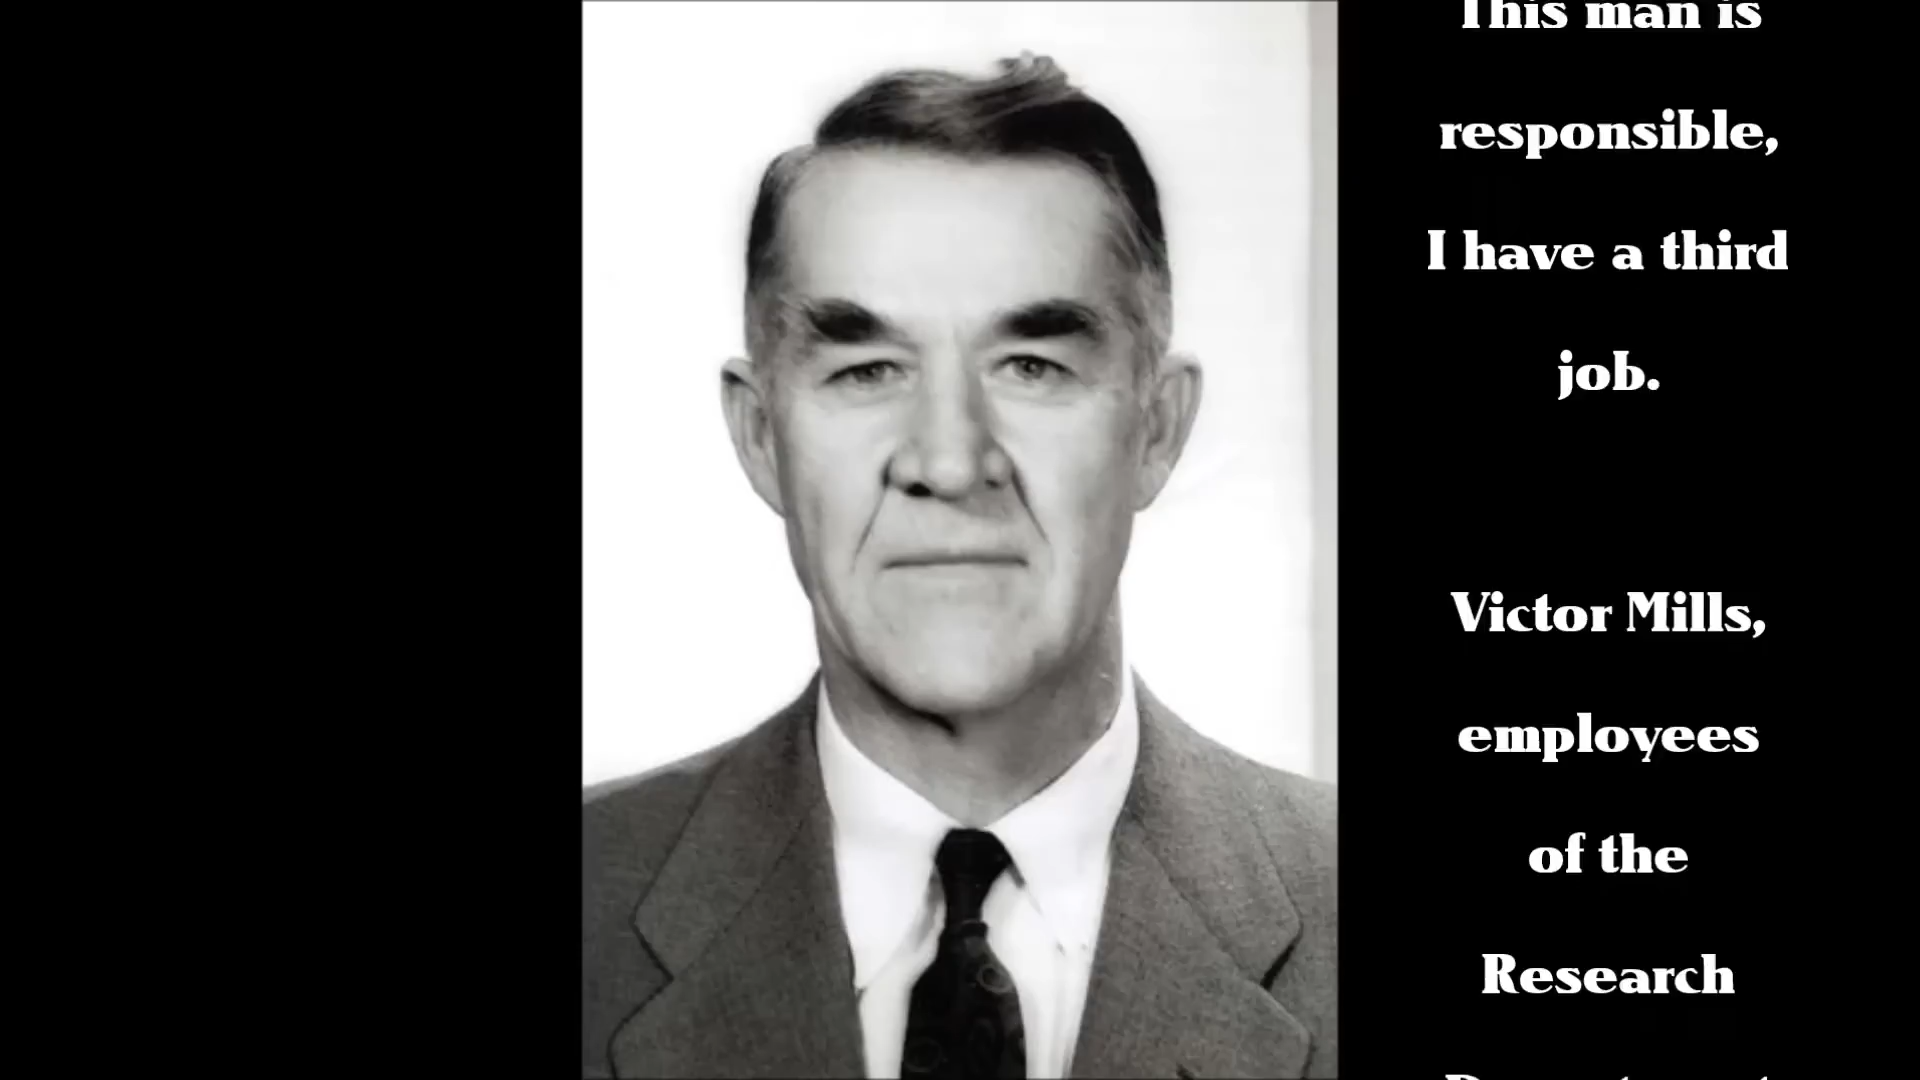 This man is
responsible,
I have a third
job.
Victor Mills,
employees
of the
Research